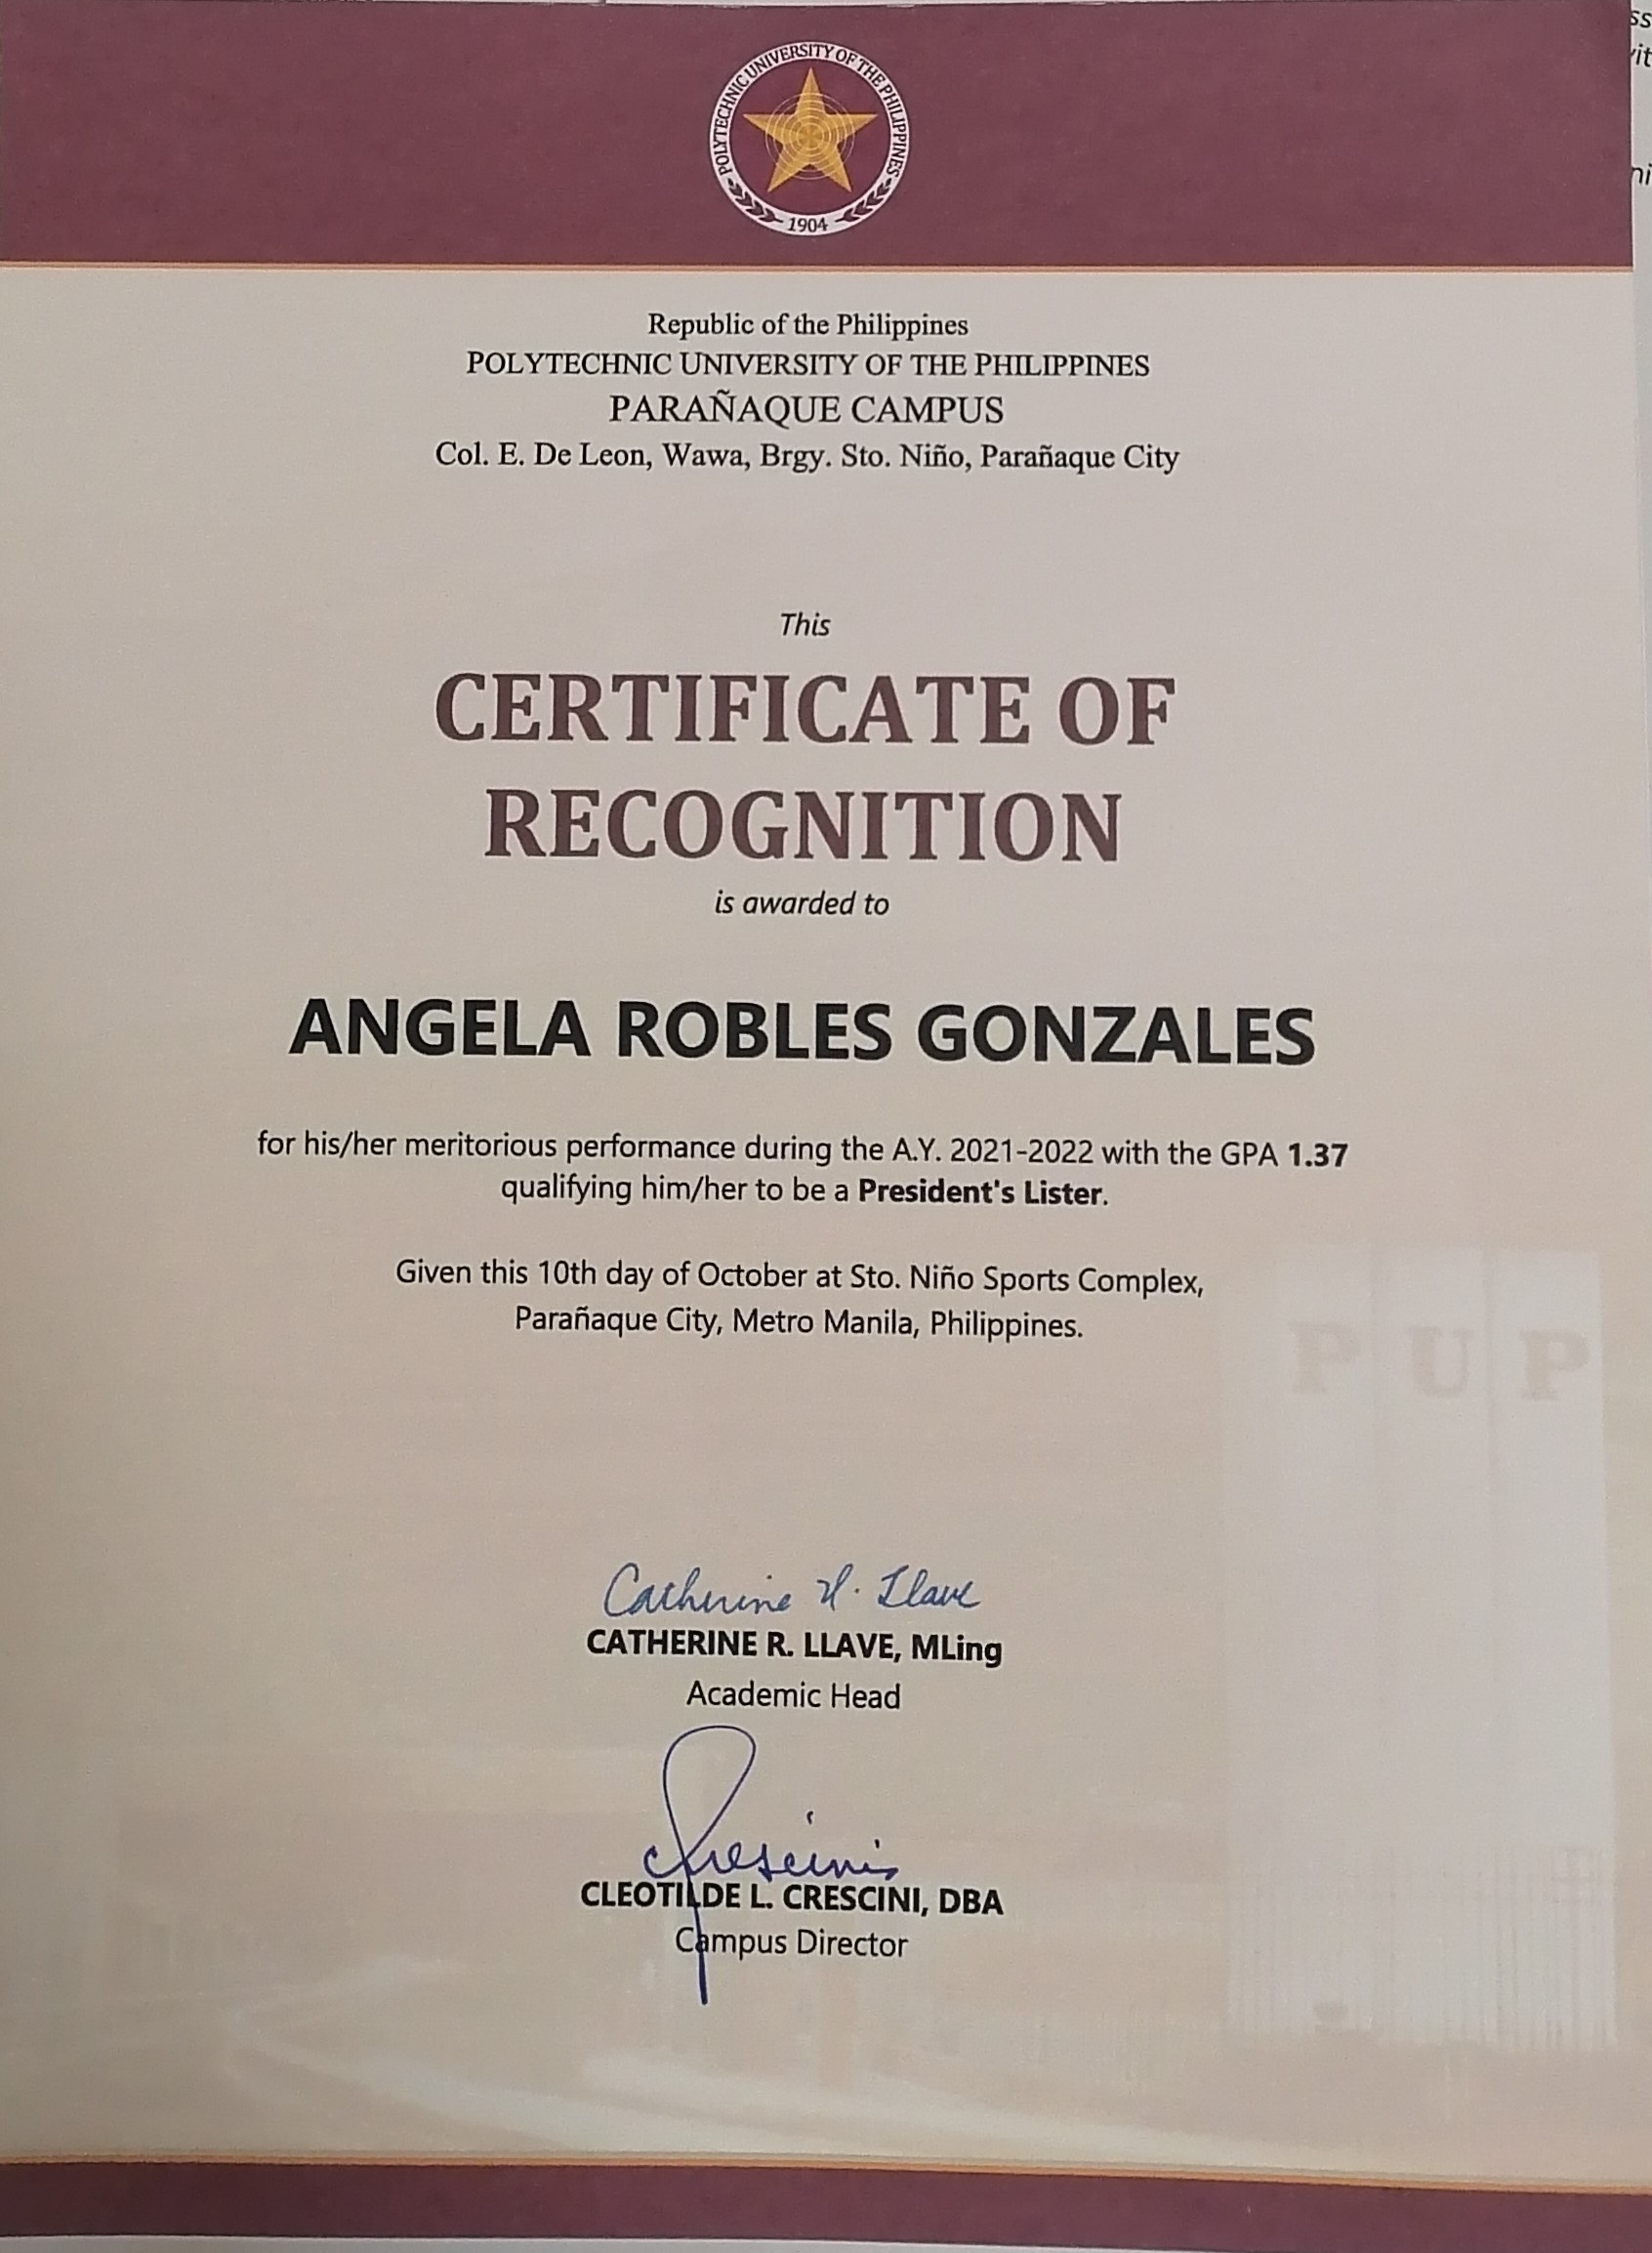 POLYTECHNIC UNIVERSITY OF THE PHILIPPINES
1904
Republic of the Philippines
POLYTECHNIC UNIVERSITY OF THE PHILIPPINES
PARAÑAQUE CAMPUS
Col. E. De Leon, Wawa, Brgy. Sto. Niño, Parañaque City
This
CERTIFICATE OF
RECOGNITION
is awarded to
ANGELA ROBLES GONZALES
for his/her meritorious performance during the A.Y. 2021-2022 with the GPA 1.37
qualifying him/her to be a President's Lister.
Given this 10th day of October at Sto. Niño Sports Complex,
Parañaque City, Metro Manila, Philippines.
P U P
Catherine R. Llave
CATHERINE R. LLAVE, MLing
Academic Head
Crescini
CLEOTILDE L. CRESCINI, DBA
Campus Director